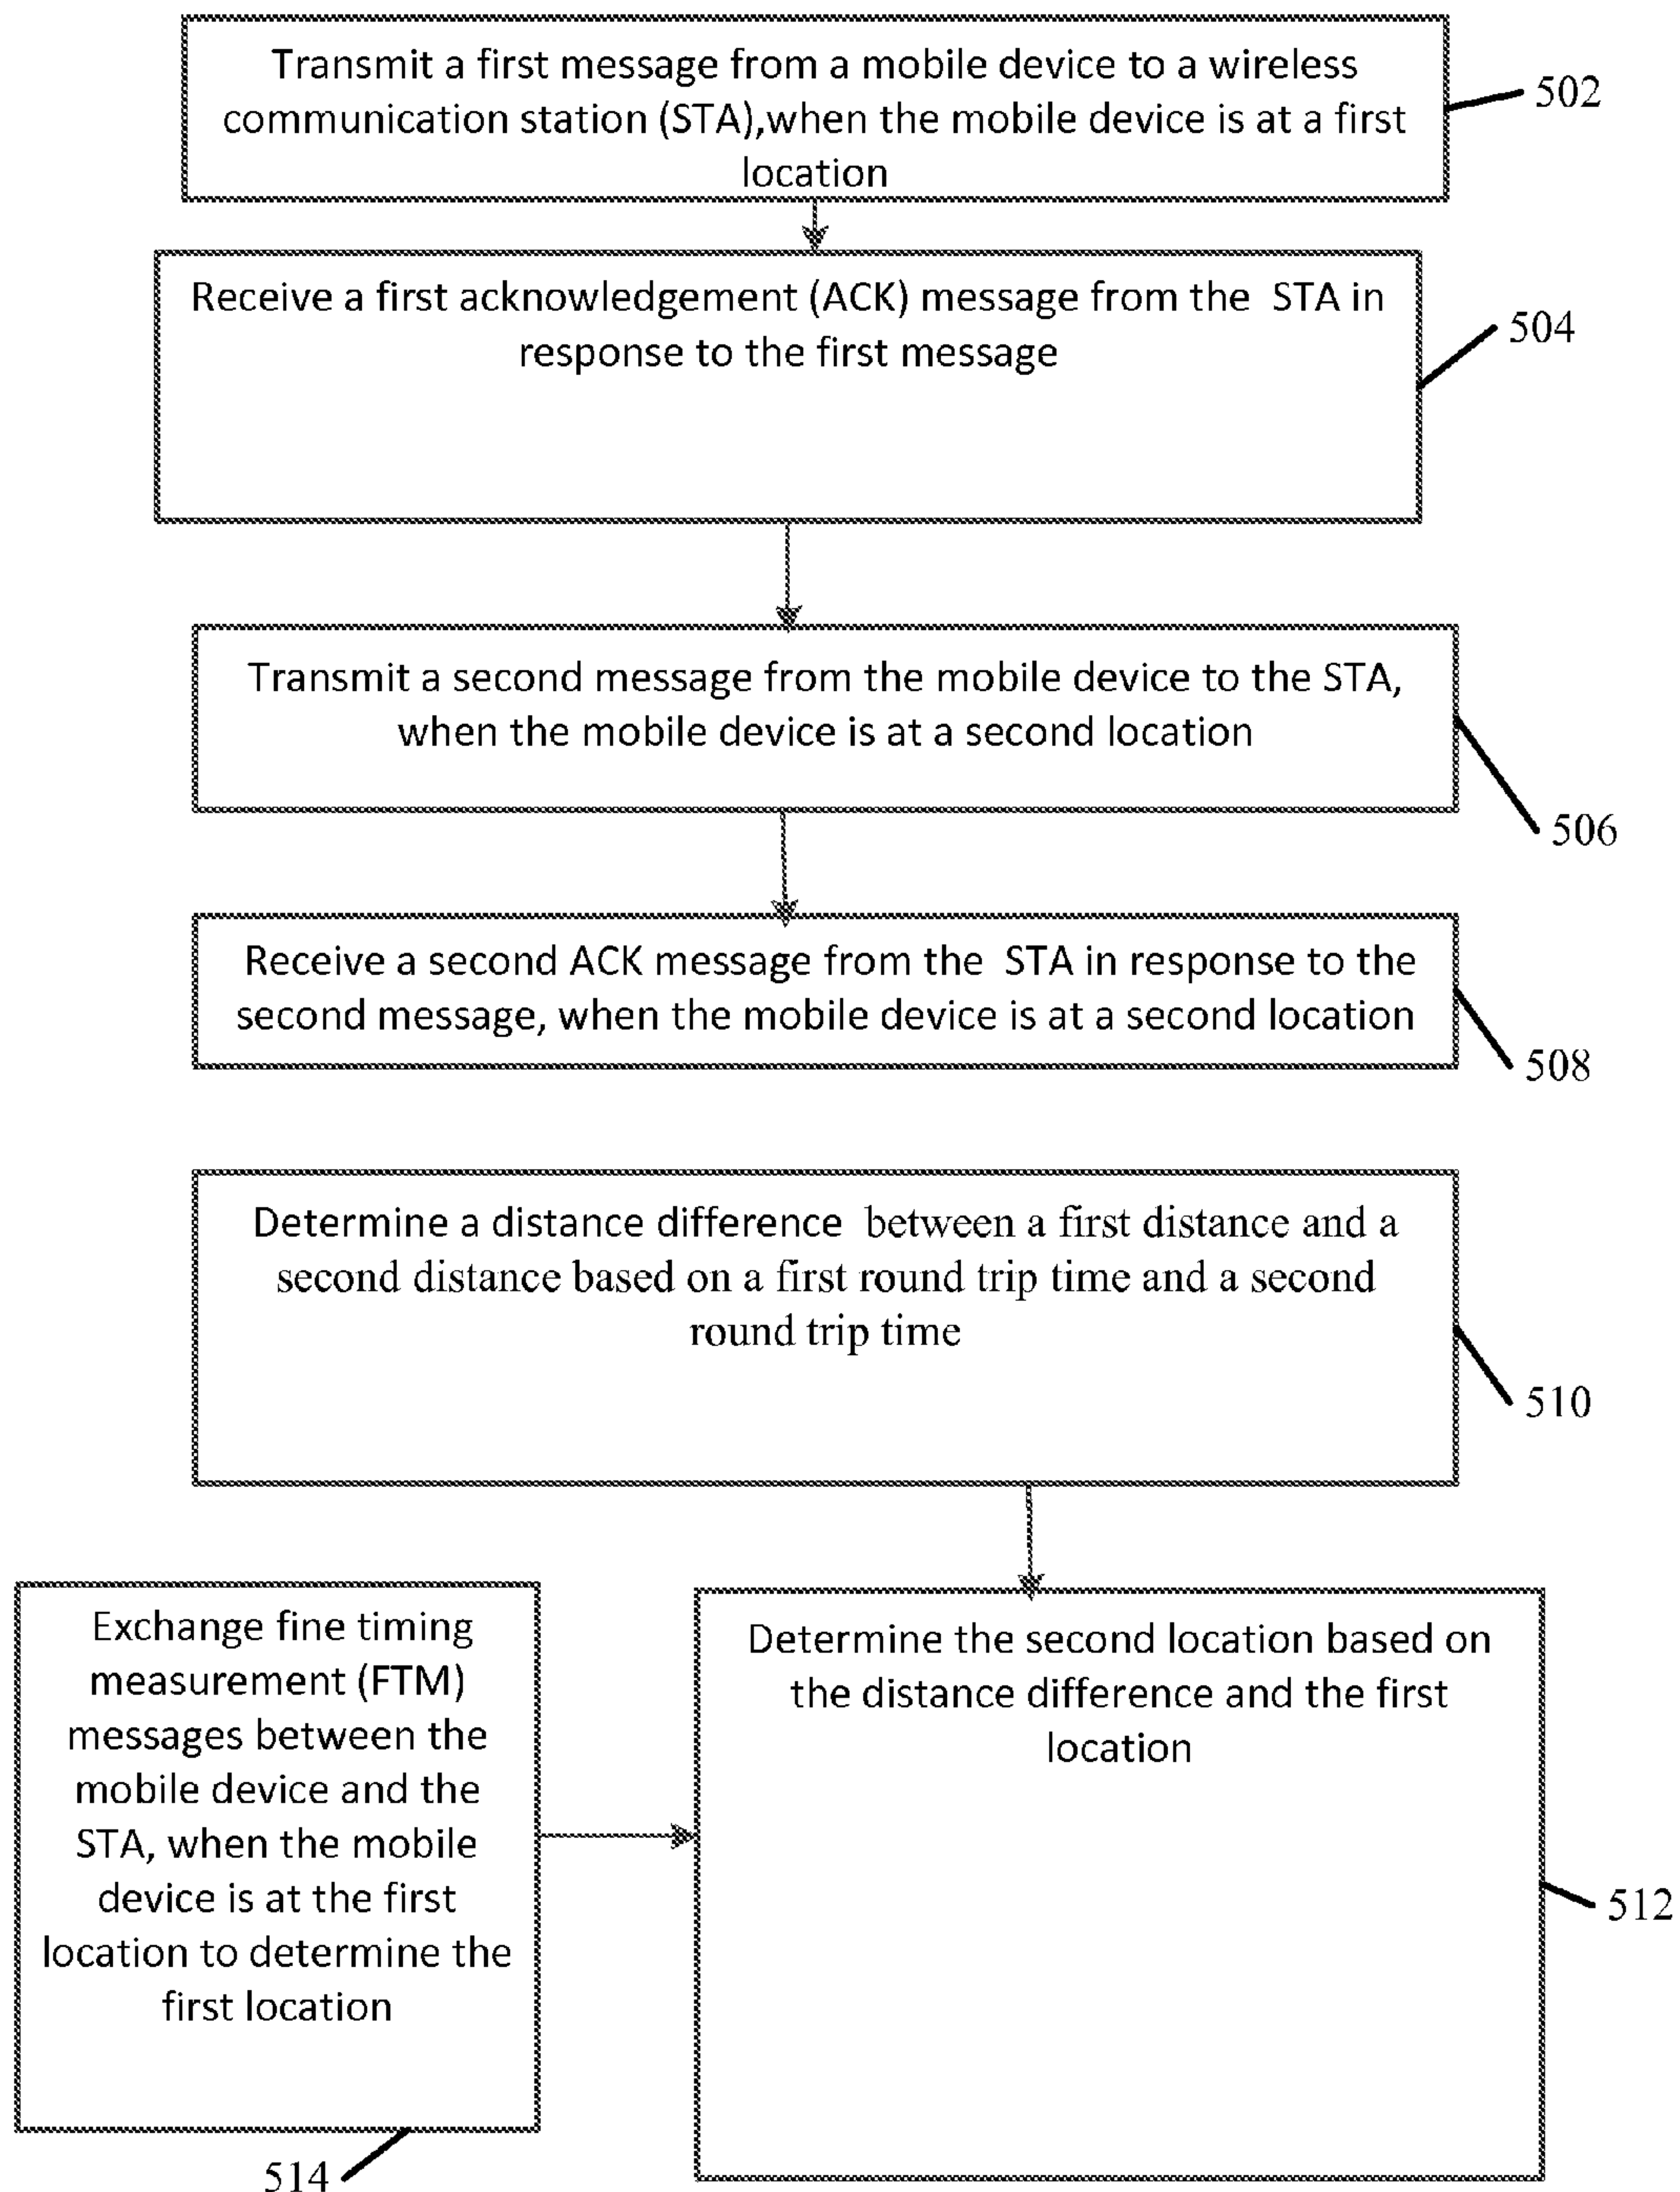 Transmit a first message from a mobile device to a wireless
communication station (STA),when the mobile device is at a first
location
502
Receive a first acknowledgement (ACK) message from the STA in
response to the first message
504
Transmit a second message from the mobile device to the STA,
when the mobile device is at a second location
506
Receive a second ACK message from the STA in response to the
second message, when the mobile device is at a second location
508
Determine a distance difference between a first distance and a
second distance based on a first round trip time and a second
round trip time
510
Exchange fine timing
measurement (FTM)
messages between the
mobile device and the
STA, when the mobile
device is at the first
location to determine the
first location
514
Determine the second location based on
the distance difference and the first
location
512